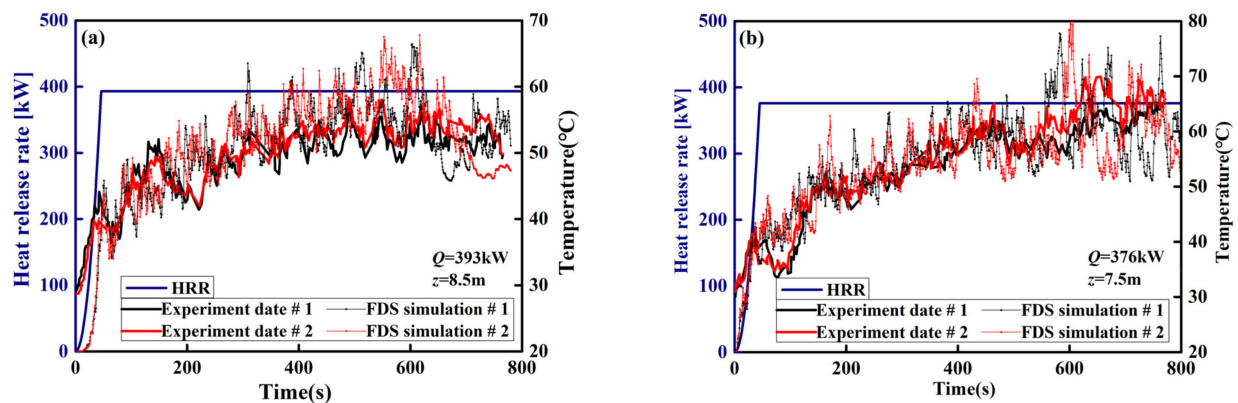 (a)
Heat release rate [kW]
500
400
300
200
100
0
Temperature(℃)
70
60
50
40
30
20
Q=393kW
z=8.5m
HRR
Experiment date # 1 FDS simulation # 1
Experiment date # 2 FDS simulation # 2
0 200 400 600 800
Time(s)
(b)
Heat release rate [kW]
500
400
300
200
100
0
Temperature(℃)
80
70
60
50
40
30
20
Q=376kW
z=7.5m
HRR
Experiment date # 1 FDS simulation # 1
Experiment date # 2 FDS simulation # 2
0 200 400 600 800
Time(s)